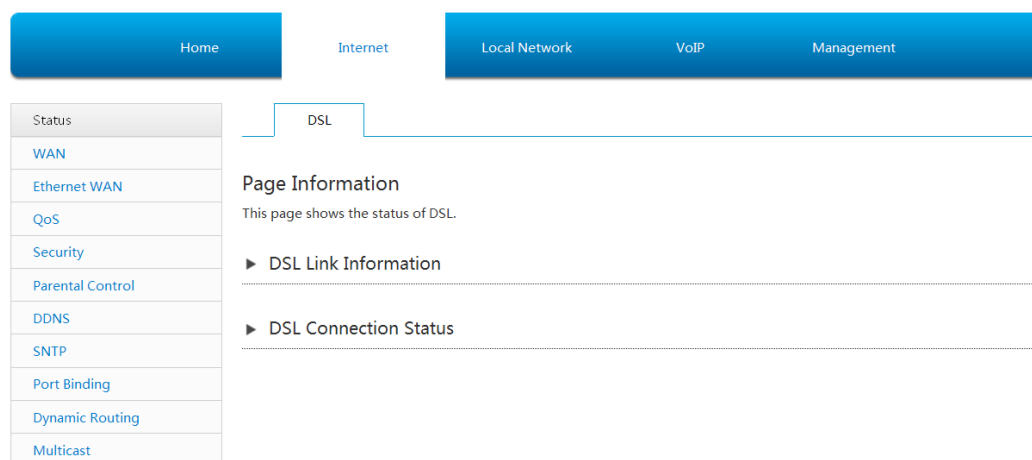 Home
Internet
Local Network
VoIP
Management
Status
WAN
Ethernet WAN
QoS
Security
Parental Control
DDNS
SNTP
Port Binding
Dynamic Routing
Multicast
DSL
Page Information
This page shows the status of DSL.
DSL Link Information
DSL Connection Status